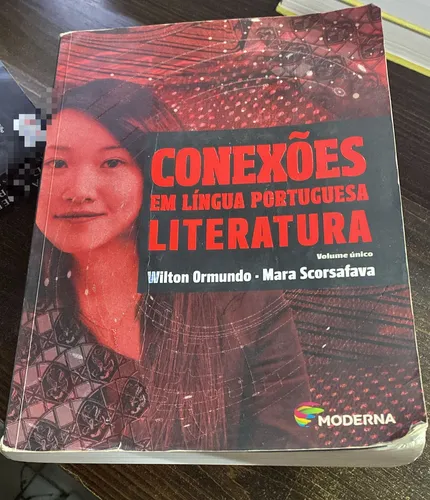 CONEXÕES
EM LÍNGUA PORTUGUESA
LITERATURA
Volume único
Wilton Ormundo - Mara Scorsafava
MODERNA